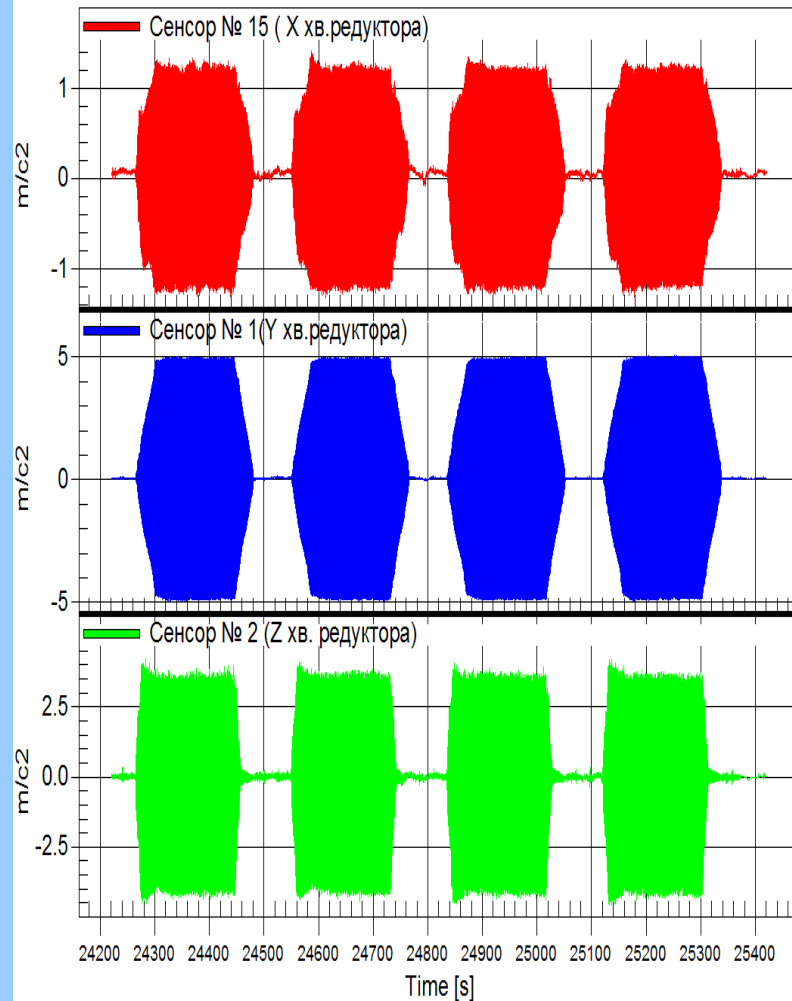 Сенсор № 15 ( X хв.редуктора)
1
0
-1
m/c2
Сенсор № 1(Y хв.редуктора)
5
0
-5
m/c2
Сенсор № 2 (Z хв. редуктора)
2.5
0.0
-2.5
m/c2
24200 24300 24400 24500 24600 24700 24800 24900 25000 25100 25200 25300 25400
Time [s]